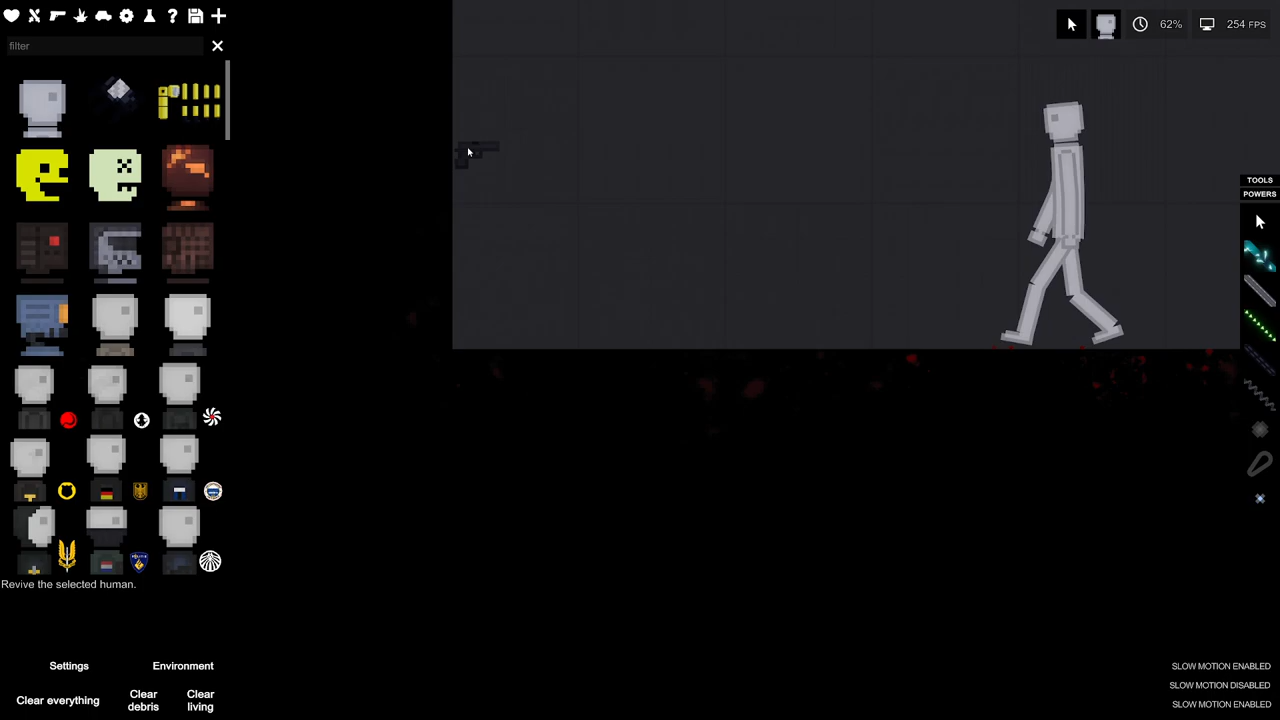 filter
62%
254 FPS
TOOLS
POWERS
Revive the selected human.
Settings
Environment
Clear everything
Clear debris
Clear living
SLOW MOTION ENABLED
SLOW MOTION DISABLED
SLOW MOTION ENABLED